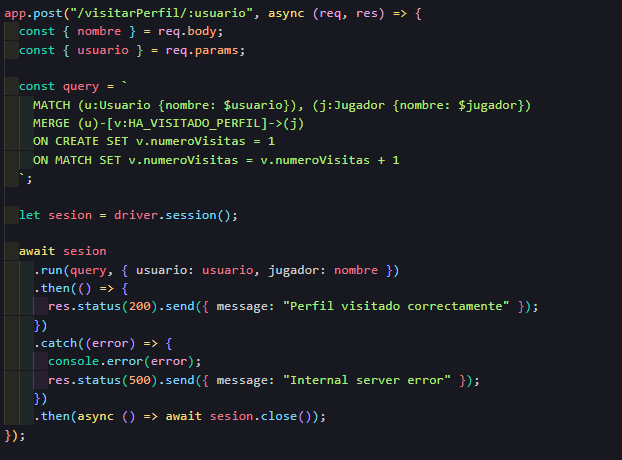 app.post("/visitarPerfil/:usuario", async (req, res) => {
  const { nombre } = req.body;
  const { usuario } = req.params;

  const query = `
    MATCH (u:Usuario {nombre: $usuario}), (j:Jugador {nombre: $jugador})
    MERGE (u)-[v:HA_VISITADO_PERFIL]->(j)
    ON CREATE SET v.numeroVisitas = 1
    ON MATCH SET v.numeroVisitas = v.numeroVisitas + 1
  `;

  let sesion = driver.session();

  await sesion
    .run(query, { usuario: usuario, jugador: nombre })
    .then(() => {
      res.status(200).send({ message: "Perfil visitado correctamente" });
    })
    .catch((error) => {
      console.error(error);
      res.status(500).send({ message: "Internal server error" });
    })
    .then(async () => await sesion.close());
});